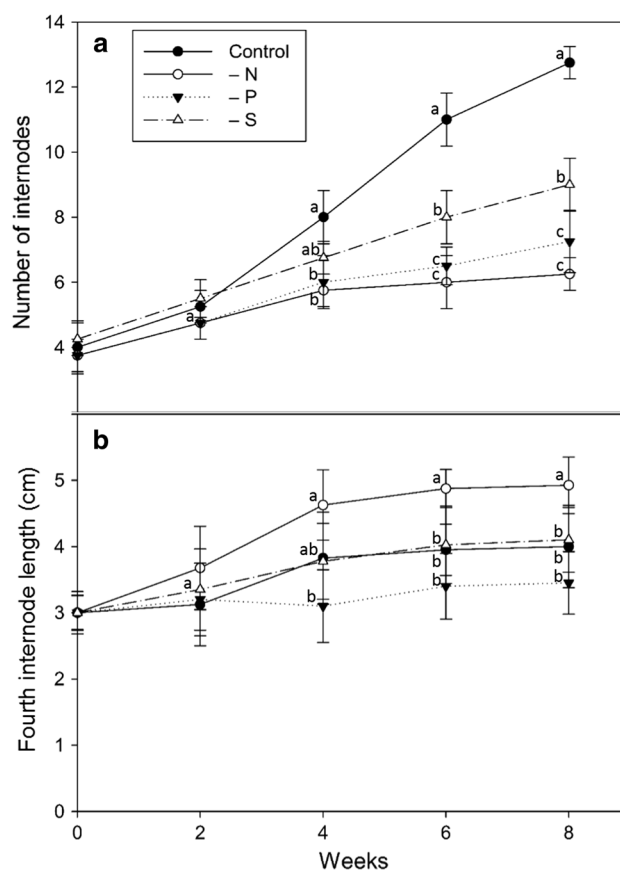 14
a
Control
– N
– P
– S
12
10
8
6
4
Number of internodes
a
a
a
b
b
ab
c
c
b
c
c
a
b
b
5
4
3
2
1
0
Fourth internode length (cm)
a
a
a
ab
b
b
b
b
b
a
b
b
0
2
4
6
8
Weeks